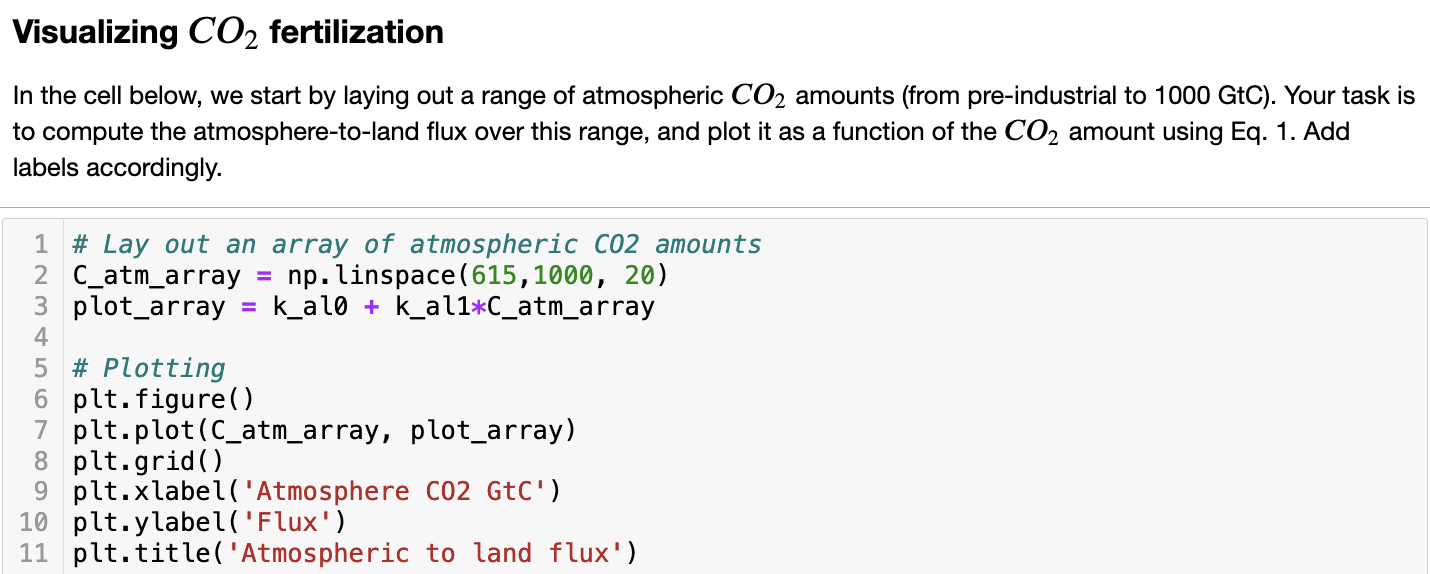 Visualizing CO₂ fertilization
In the cell below, we start by laying out a range of atmospheric CO₂ amounts (from pre-industrial to 1000 GtC). Your task is
to compute the atmosphere-to-land flux over this range, and plot it as a function of the CO₂ amount using Eq. 1. Add
labels accordingly.
1 # Lay out an array of atmospheric CO2 amounts
2 C_atm_array = np.linspace(615,1000, 20)
3 plot_array = k_al0 + k_al1*C_atm_array
4
5 # Plotting
6 plt.figure()
7 plt.plot(C_atm_array, plot_array)
8 plt.grid()
9 plt.xlabel('Atmosphere CO2 GtC')
10 plt.ylabel('Flux')
11 plt.title('Atmospheric to land flux')